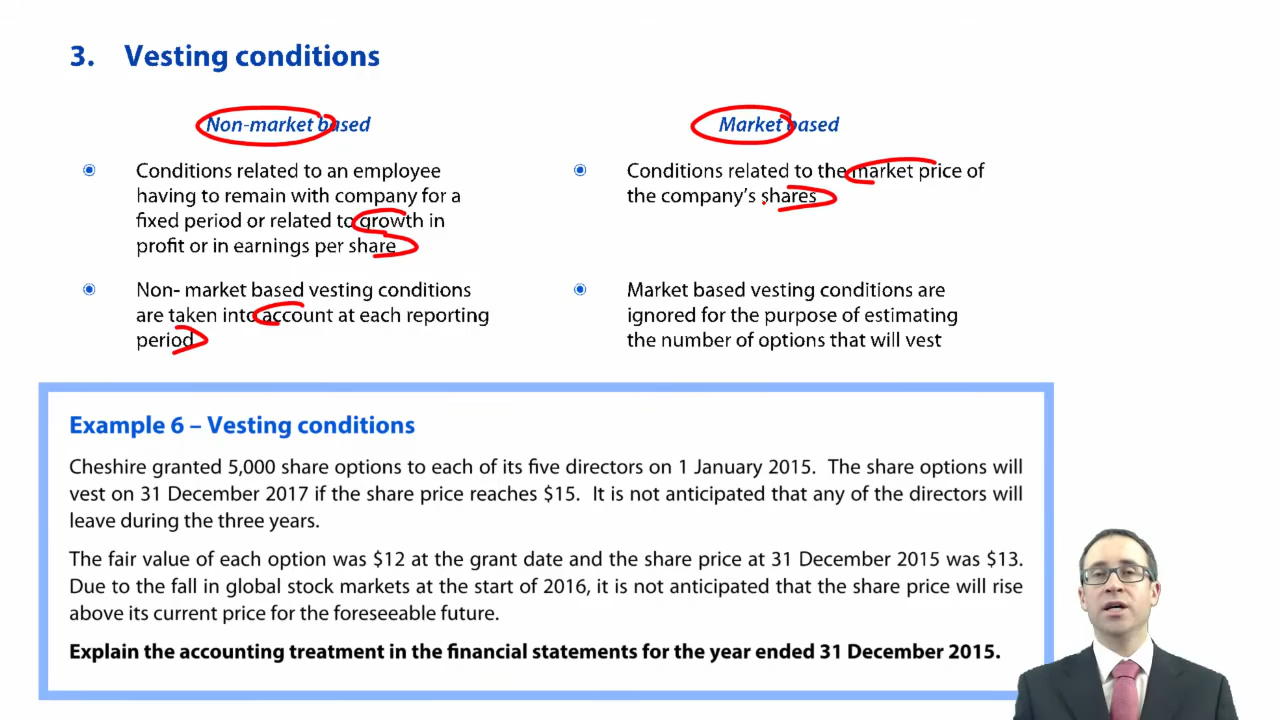 3. Vesting conditions
Non-market based
Conditions related to an employee
having to remain with company for a
fixed period or related to growth in
profit or in earnings per share
Non- market based vesting conditions
are taken into account at each reporting
period
Market based
Conditions related to the market price of
the company's shares
Market based vesting conditions are
ignored for the purpose of estimating
the number of options that will vest
Example 6 – Vesting conditions
Cheshire granted 5,000 share options to each of its five directors on 1 January 2015. The share options will
vest on 31 December 2017 if the share price reaches $15. It is not anticipated that any of the directors will
leave during the three years.
The fair value of each option was $12 at the grant date and the share price at 31 December 2015 was $13.
Due to the fall in global stock markets at the start of 2016, it is not anticipated that the share price will rise
above its current price for the foreseeable future.
Explain the accounting treatment in the financial statements for the year ended 31 December 2015.